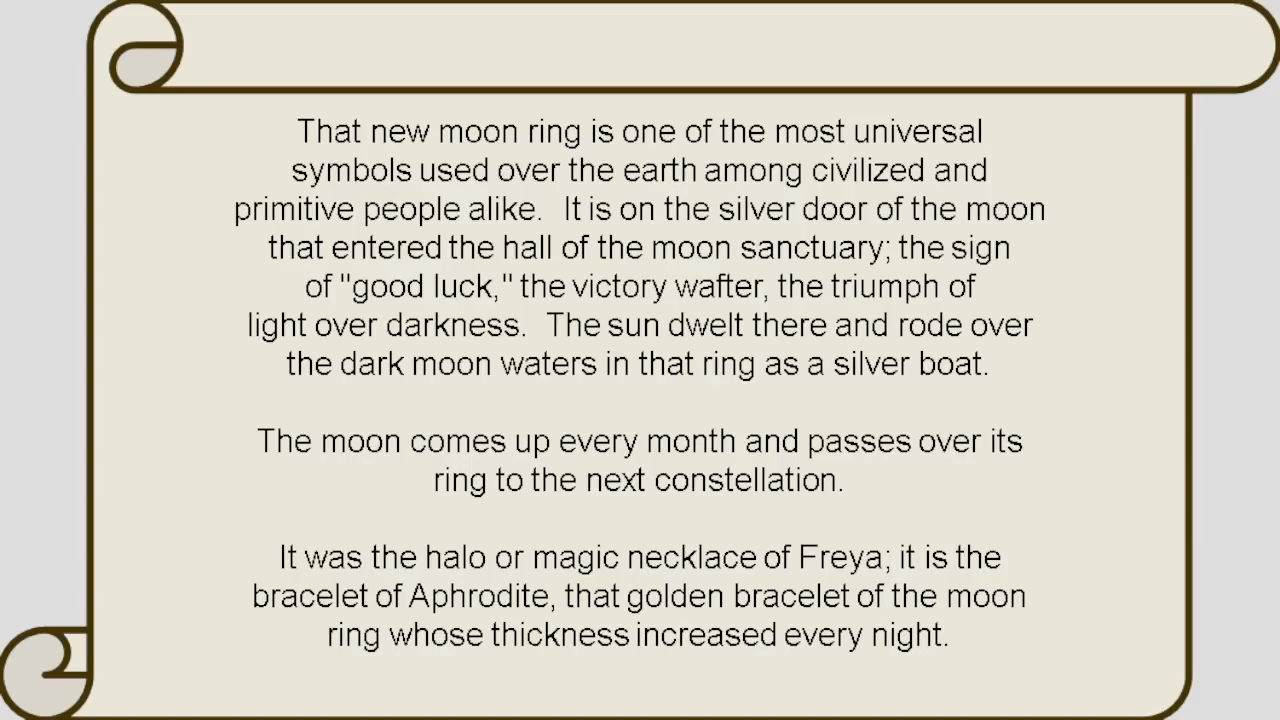 That new moon ring is one of the most universal
symbols used over the earth among civilized and
primitive people alike.  It is on the silver door of the moon
that entered the hall of the moon sanctuary; the sign
of "good luck," the victory wafter, the triumph of
light over darkness.  The sun dwelt there and rode over
the dark moon waters in that ring as a silver boat.
The moon comes up every month and passes over its
ring to the next constellation.
It was the halo or magic necklace of Freya; it is the
bracelet of Aphrodite, that golden bracelet of the moon
ring whose thickness increased every night.